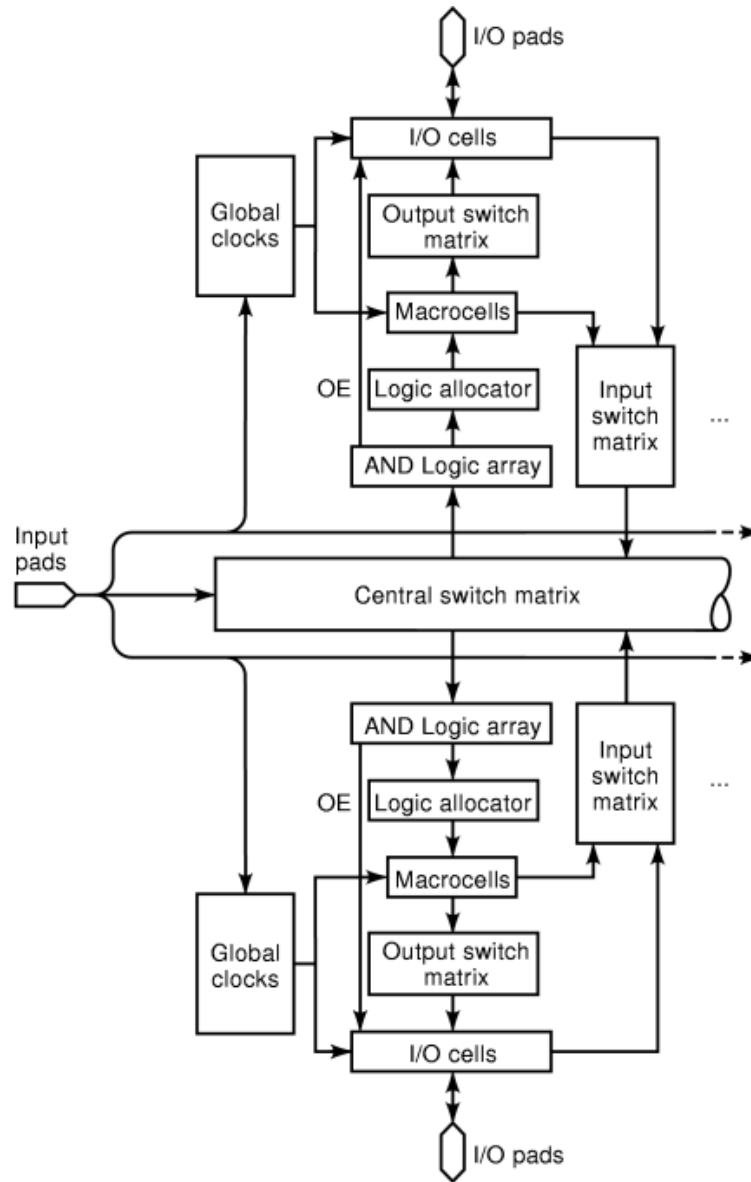 I/O pads
I/O cells
Global
clocks
Output switch
matrix
Macrocells
OE
Logic allocator
Input
switch
matrix
...
AND Logic array
Input
pads
Central switch matrix
AND Logic array
Input
switch
matrix
...
OE
Logic allocator
Macrocells
Global
clocks
Output switch
matrix
I/O cells
I/O pads